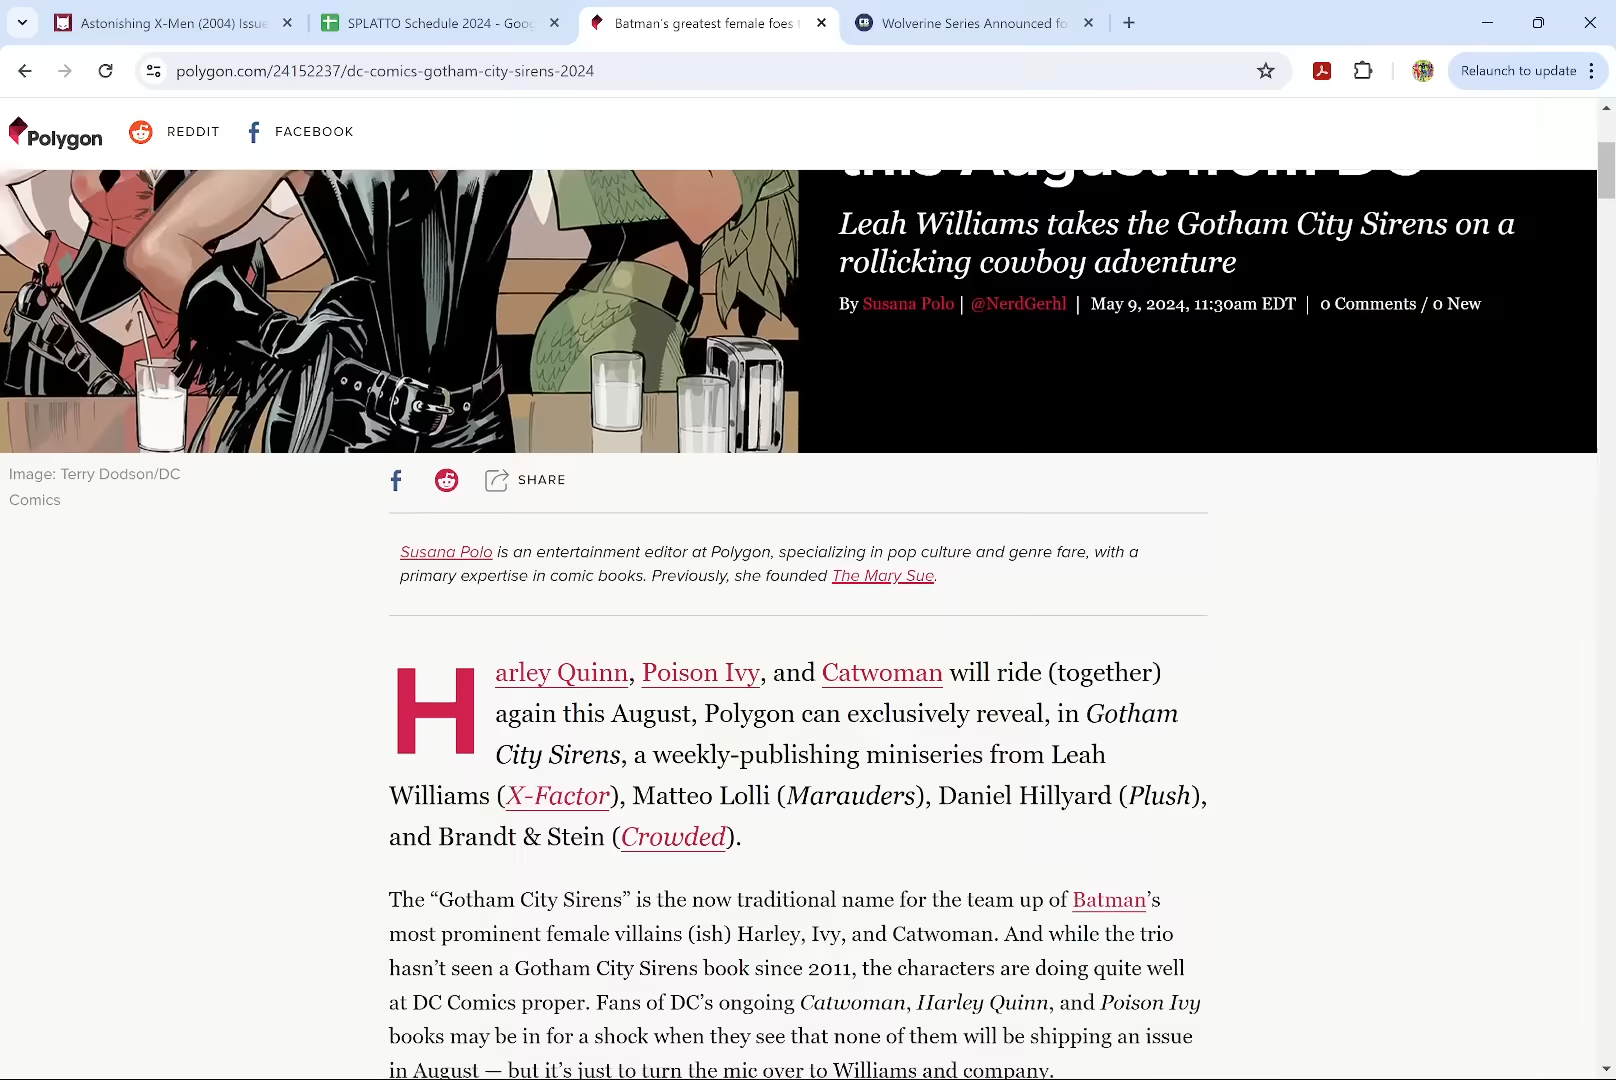 Astonishing X-Men (2004) Issue
SPLATTO Schedule 2024 - Goog
Batman's greatest female foes t
CB
Wolverine Series Announced fo
polygon.com/24152237/dc-comics-gotham-city-sirens-2024
Relaunch to update
Polygon
REDDIT
FACEBOOK
this August from DC
Leah Williams takes the Gotham City Sirens on a
rollicking cowboy adventure
By Susana Polo | @NerdGerhl | May 9, 2024, 11:30am EDT | 0 Comments / 0 New
Image: Terry Dodson/DC
Comics
SHARE
Susana Polo is an entertainment editor at Polygon, specializing in pop culture and genre fare, with a
primary expertise in comic books. Previously, she founded The Mary Sue.
Harley Quinn, Poison Ivy, and Catwoman will ride (together)
again this August, Polygon can exclusively reveal, in Gotham
City Sirens, a weekly-publishing miniseries from Leah
Williams (X-Factor), Matteo Lolli (Marauders), Daniel Hillyard (Plush),
and Brandt & Stein (Crowded).
The “Gotham City Sirens” is the now traditional name for the team up of Batman’s
most prominent female villains (ish) Harley, Ivy, and Catwoman. And while the trio
hasn’t seen a Gotham City Sirens book since 2011, the characters are doing quite well
at DC Comics proper. Fans of DC’s ongoing Catwoman, Harley Quinn, and Poison Ivy
books may be in for a shock when they see that none of them will be shipping an issue
in August — but it’s just to turn the mic over to Williams and company.